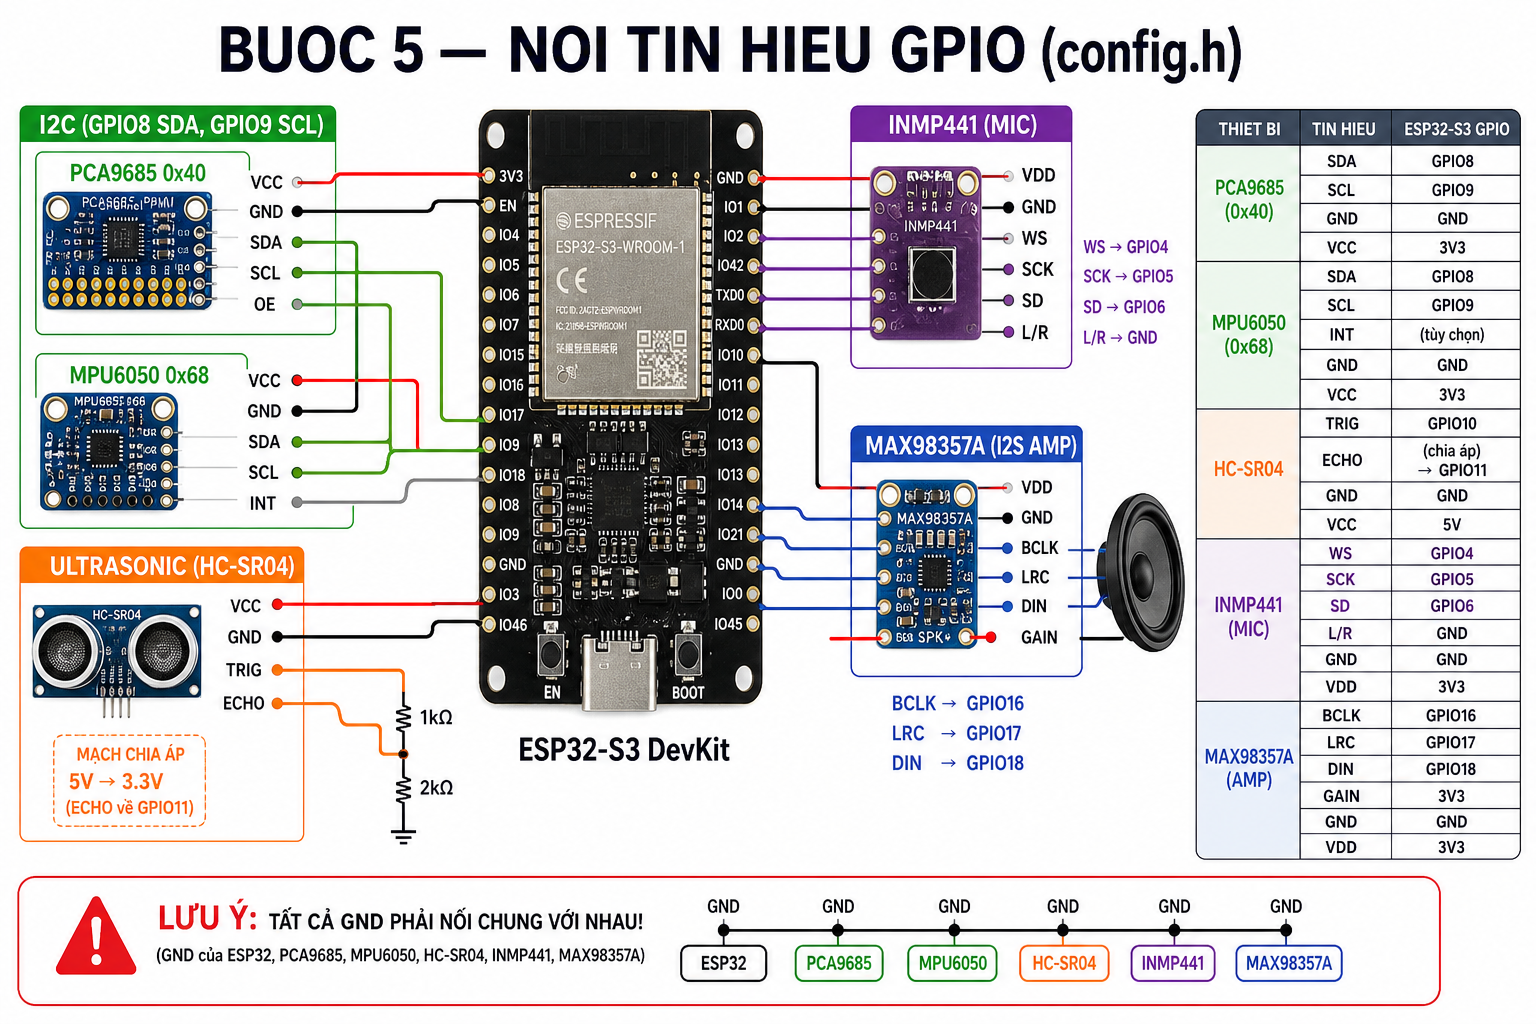 BUOC 5 — NOI TIN HIEU GPIO (config.h)
I2C (GPIO8 SDA, GPIO9 SCL)
PCA9685 0x40
VCC
GND
SDA
SCL
OE
MPU6050 0x68
VCC
GND
SDA
SCL
INT
ULTRASONIC (HC-SR04)
HC-SR04
VCC
GND
TRIG
ECHO
1kΩ
2kΩ
MẠCH CHIA ÁP
5V → 3.3V
(ECHO về GPIO11)
3V3
EN
IO4
IO5
IO6
IO7
IO15
IO16
IO17
IO9
IO18
IO8
IO9
GND
IO3
IO46
ESPRESSIF
ESP32-S3-WROOM-1
CE
GND
IO1
IO2
IO42
TXD0
RXD0
IO10
IO11
IO12
IO13
IO13
IO14
IO21
GND
IO0
IO45
EN
BOOT
ESP32-S3 DevKit
INMP441 (MIC)
INMP441
VDD
GND
WS
SCK
SD
L/R
WS → GPIO4
SCK → GPIO5
SD → GPIO6
L/R → GND
MAX98357A (I2S AMP)
MAX98357A
SPK+
VDD
GND
BCLK
LRC
DIN
GAIN
BCLK → GPIO16
LRC → GPIO17
DIN → GPIO18
THIET BI TIN HIEU ESP32-S3 GPIO
PCA9685
(0x40)
SDA GPIO8
SCL GPIO9
GND GND
VCC 3V3
MPU6050
(0x68)
SDA GPIO8
SCL GPIO9
INT (tùy chọn)
GND GND
VCC 3V3
HC-SR04
TRIG GPIO10
ECHO (chia áp)
→ GPIO11
GND GND
VCC 5V
INMP441
(MIC)
WS GPIO4
SCK GPIO5
SD GPIO6
L/R GND
GND GND
VDD 3V3
MAX98357A
(AMP)
BCLK GPIO16
LRC GPIO17
DIN GPIO18
GAIN 3V3
GND GND
VDD 3V3
LƯU Ý: TẤT CẢ GND PHẢI NỐI CHUNG VỚI NHAU!
(GND của ESP32, PCA9685, MPU6050, HC-SR04, INMP441, MAX98357A)
GND GND GND GND GND GND
ESP32 PCA9685 MPU6050 HC-SR04 INMP441 MAX98357A